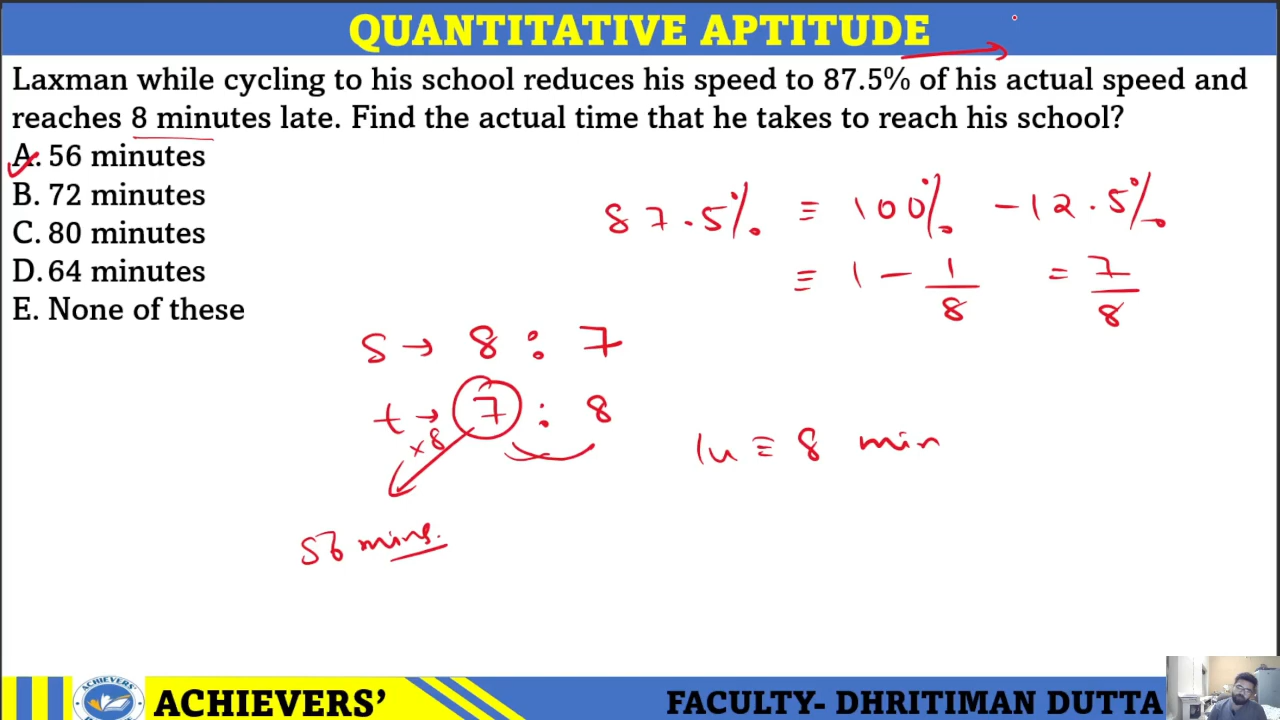 QUANTITATIVE APTITUDE
Laxman while cycling to his school reduces his speed to 87.5% of his actual speed and
reaches 8 minutes late. Find the actual time that he takes to reach his school?
A. 56 minutes
B. 72 minutes
C. 80 minutes
D. 64 minutes
E. None of these
87.5% ≡ 100% - 12.5%
≡ 1 - 1/8 = 7/8
S → 8 : 7
t → 7 : 8
×8
1u ≡ 8 min
56 mins.
ACHIEVERS
ACHIEVERS’
FACULTY- DHRITIMAN DUTTA